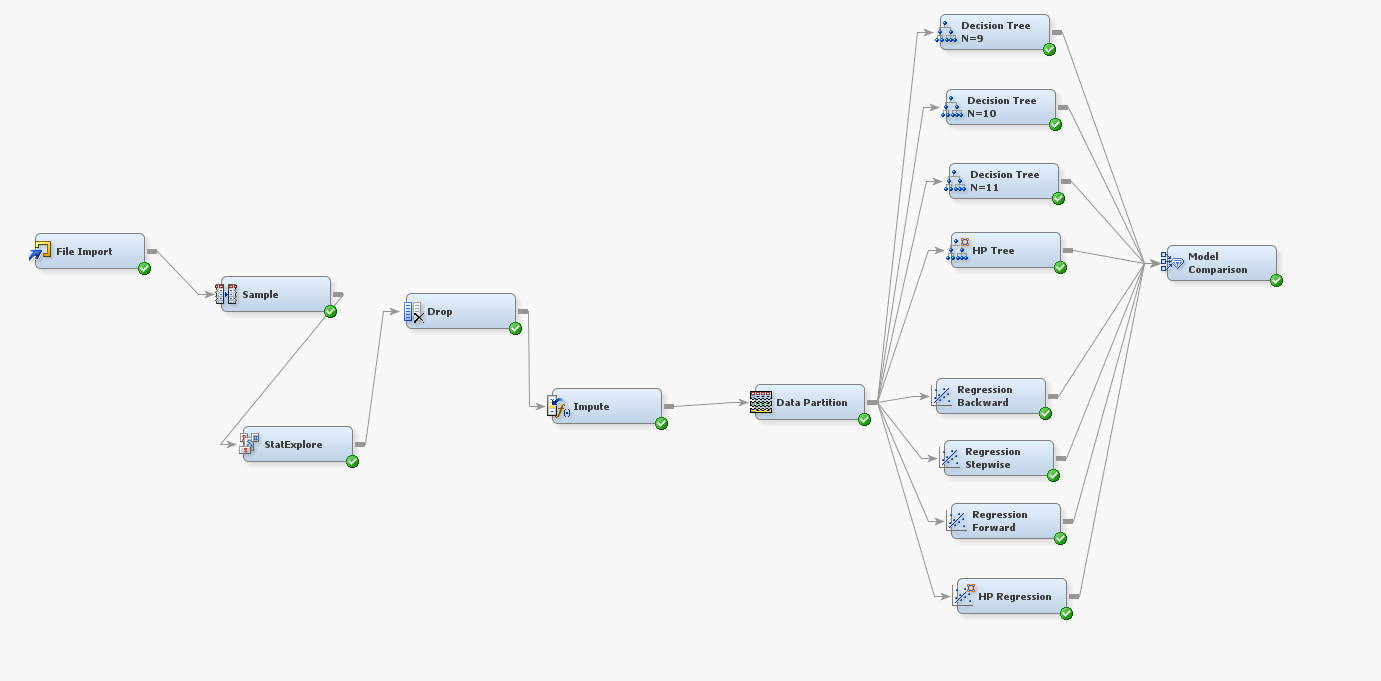 File Import
Sample
StatExplore
Drop
Impute
Data Partition
Decision Tree
N=9
Decision Tree
N=10
Decision Tree
N=11
HP Tree
Regression
Backward
Regression
Stepwise
Regression
Forward
HP Regression
Model
Comparison